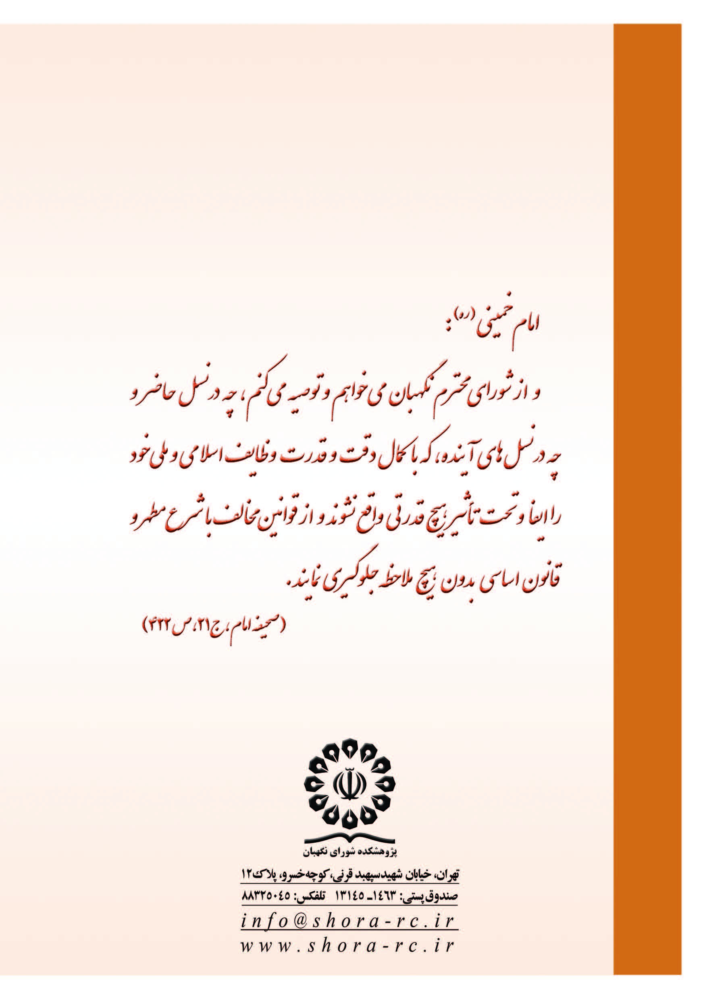 امام خمینی (ره):
و از شورای محترم نگهبان می‌خواهم و توصیه می‌کنم، چه در نسل حاضر و
چه در نسل‌های آینده، که با کمال دقت و قدرت وظایف اسلامی و ملی خود
را ایفا و تحت تأثیر هیچ قدرتی واقع نشوند و از قوانین مخالف با شرع مطهر و
قانون اساسی بدون هیچ ملاحظه جلوگیری نمایند.
(صحیفه امام، ج۲۱، ص۴۲۲)
پژوهشکده شورای نگهبان
تهران، خیابان شهید سپهبد قرنی، کوچه خسرو، پلاک ۱۲
صندوق پستی: ۱۴۶۳ـ ۱۳۱۴۵ تلفکس: ۸۸۳۲۵۰۴۵
info@shora-rc.ir
www.shora-rc.ir